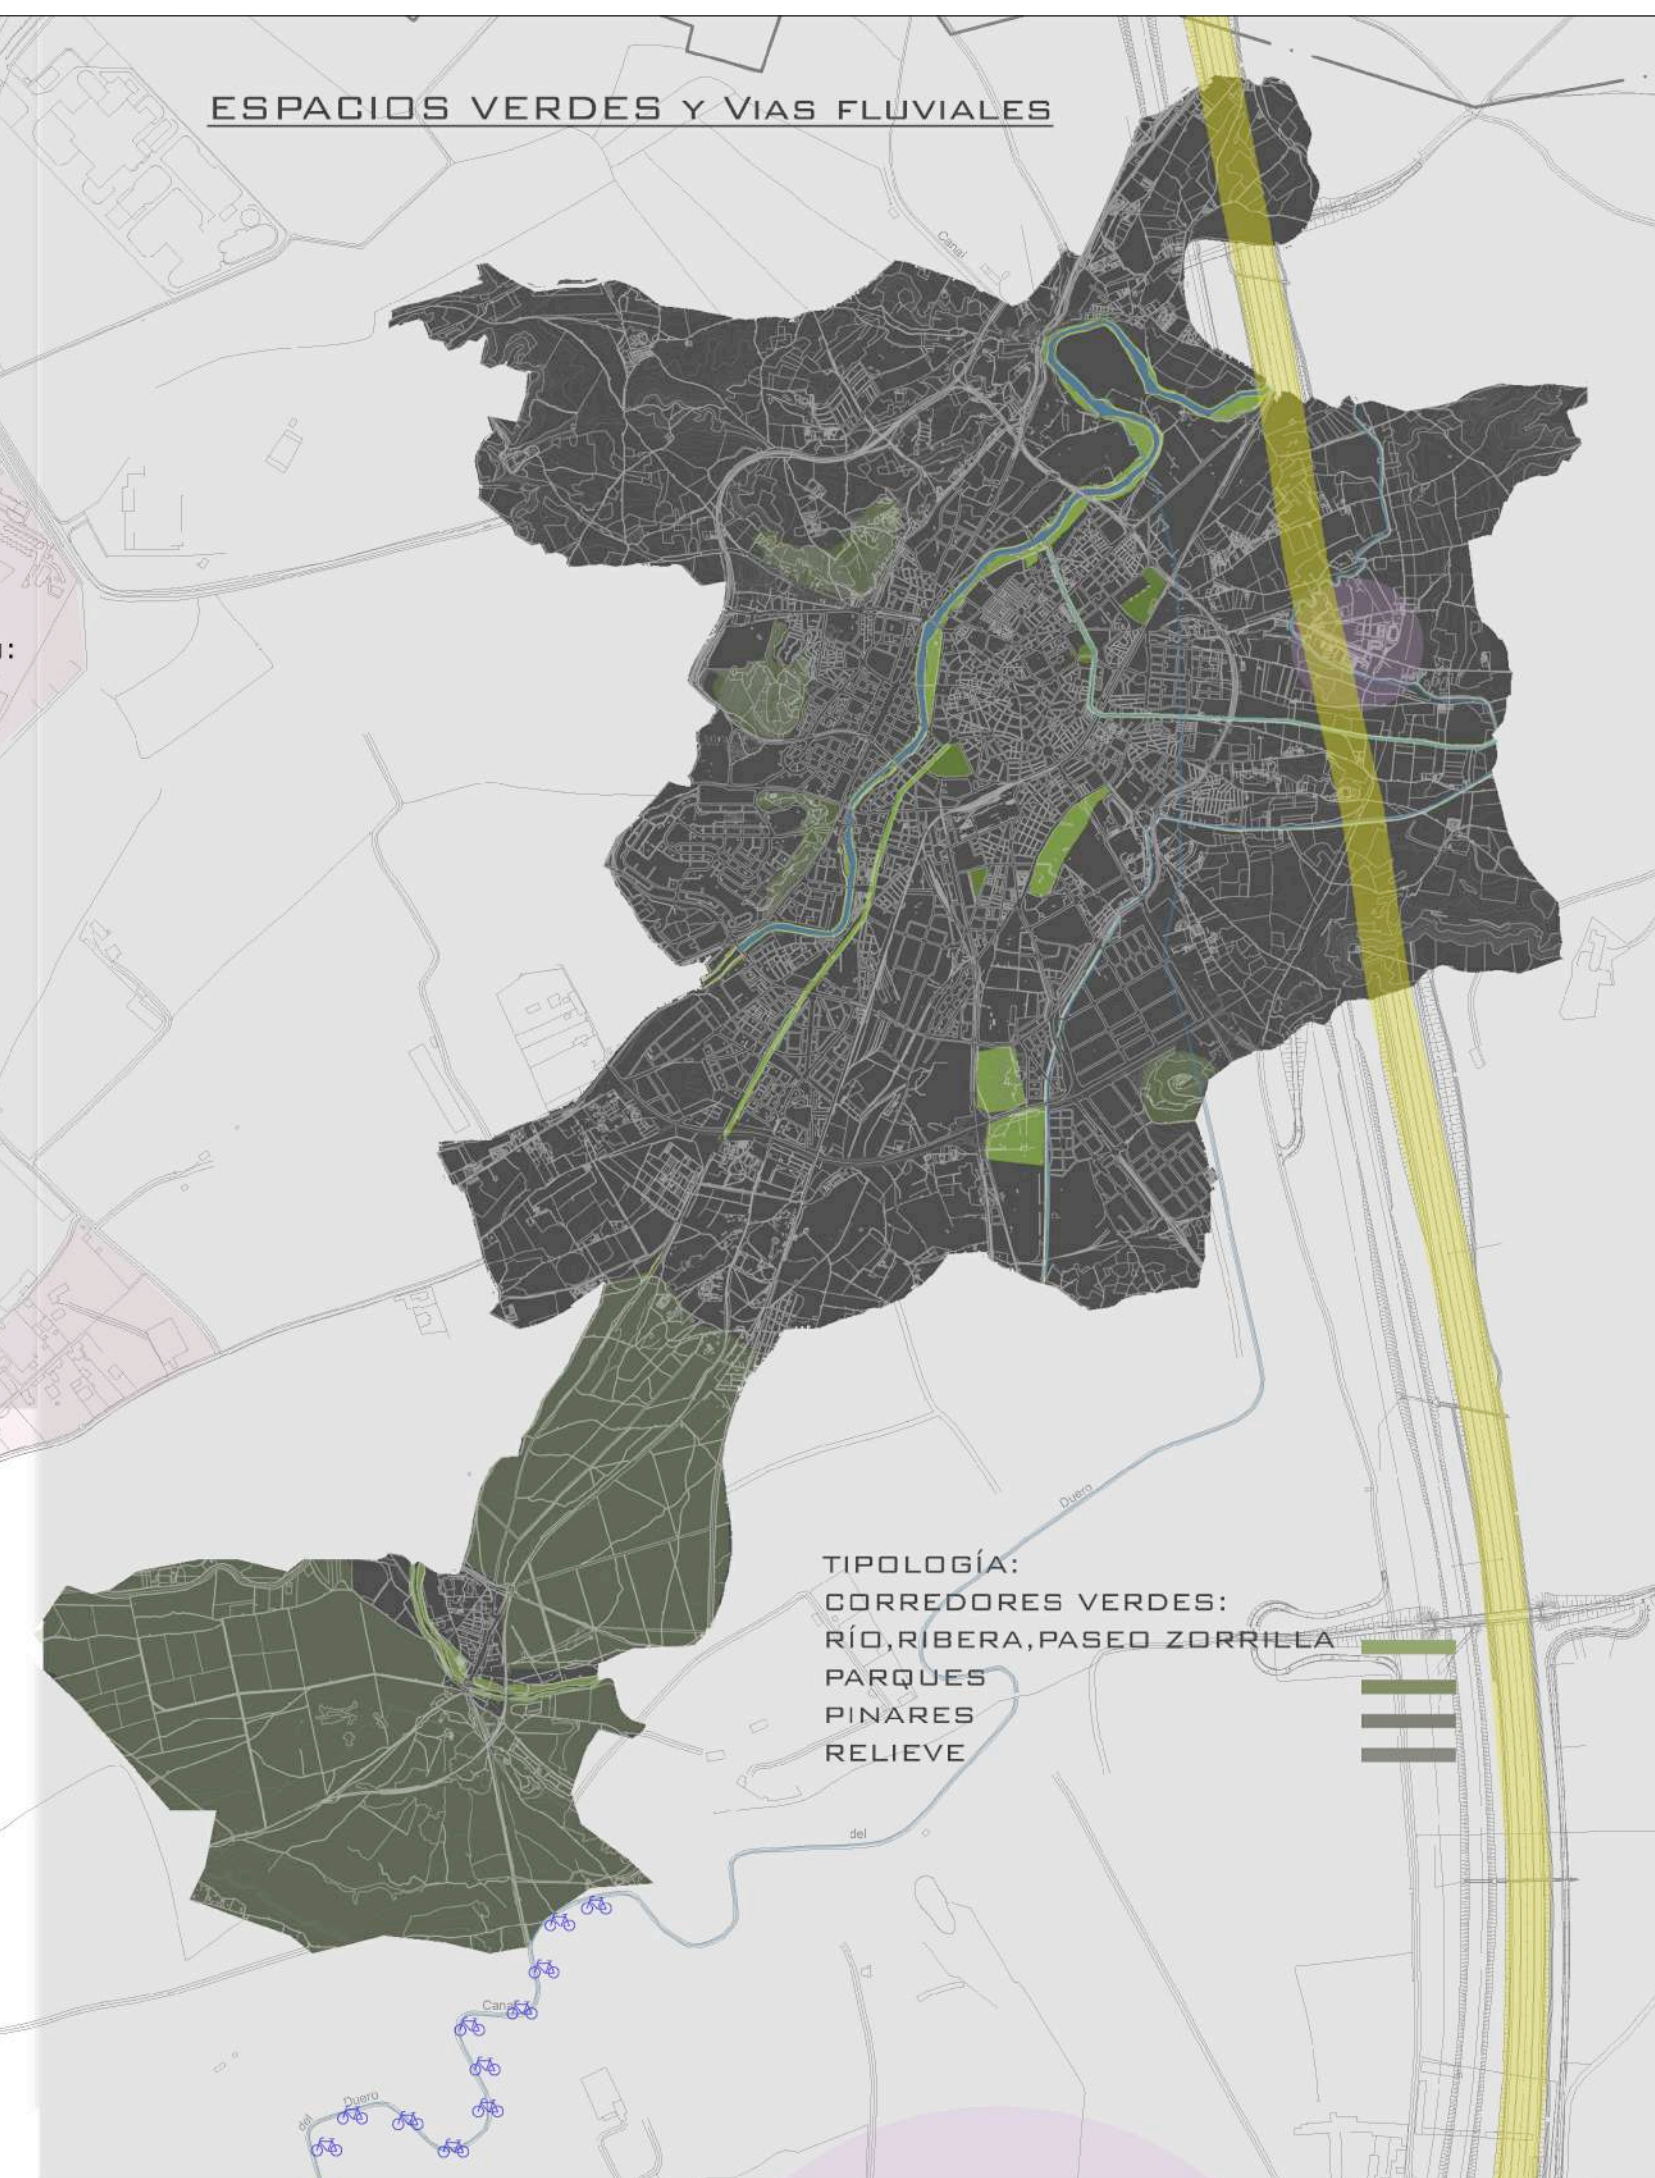 ESPACIOS VERDES Y VIAS FLUVIALES
Canal
:
TIPOLOGÍA:
CORREDORES VERDES:
RÍO,RIBERA,PASEO ZORRILLA
PARQUES
PINARES
RELIEVE
Duero
del
Canal
Duero
del